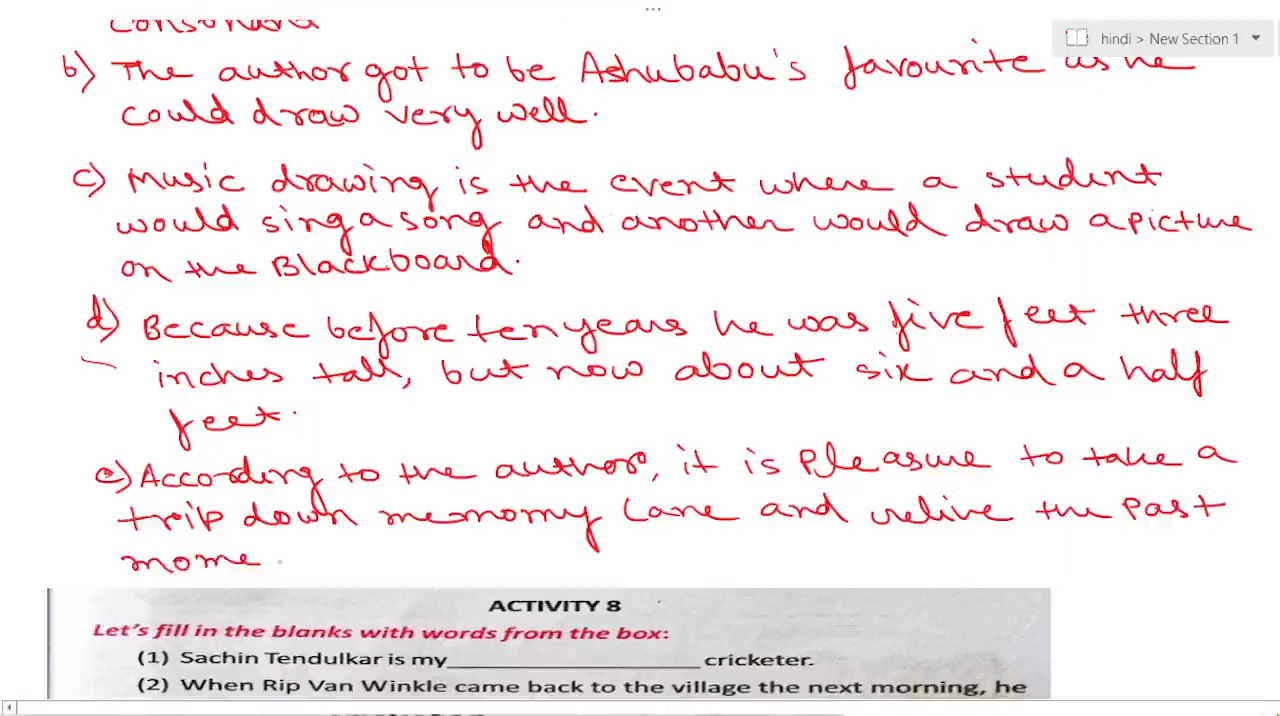 hindi > New Section 1
b) The author got to be Ashubabu's favourite as he
could draw very well.
c) Music drawing is the event where a student
would sing a song and another would draw a picture
on the Blackboard.
d) Because before ten years he was five feet three
inches tall, but now about six and a half
feet.
e) According to the author, it is Pleasure to take a
trip down memomy Lane and relive the Past
mome
ACTIVITY 8
Let's fill in the blanks with words from the box:
(1) Sachin Tendulkar is my____________________ cricketer.
(2) When Rip Van Winkle came back to the village the next morning, he